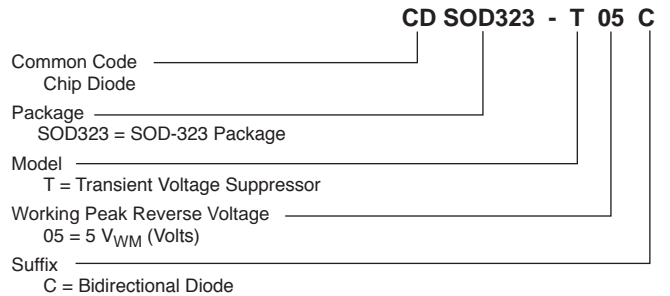 CD SOD323 - T 05 C
Common Code
Chip Diode
Package
SOD323 = SOD-323 Package
Model
T = Transient Voltage Suppressor
Working Peak Reverse Voltage
05 = 5 VWM (Volts)
Suffix
C = Bidirectional Diode